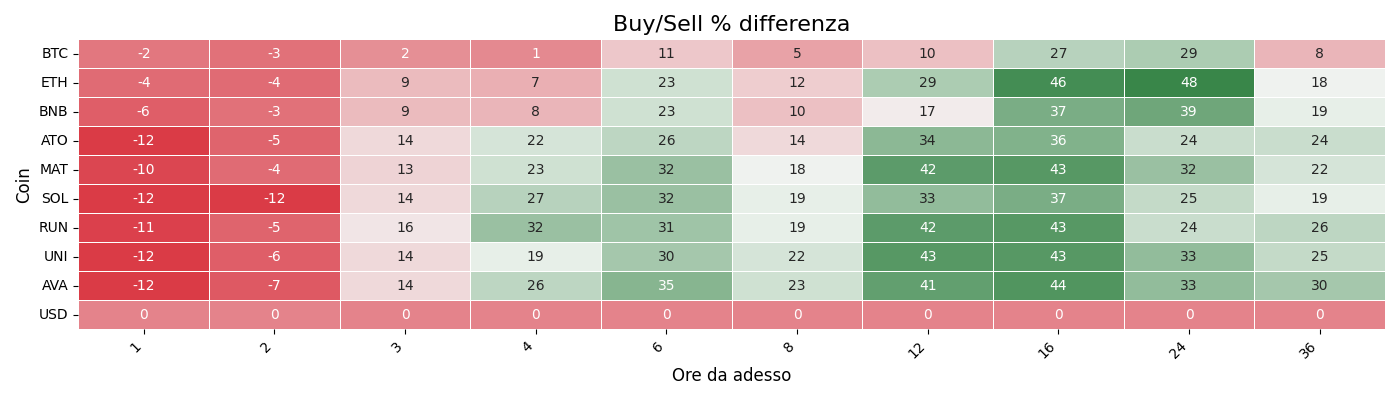 Buy/Sell % differenza
Coin
BTC -2 -3 2 1 11 5 10 27 29 8
ETH -4 -4 9 7 23 12 29 46 48 18
BNB -6 -3 9 8 23 10 17 37 39 19
ATO -12 -5 14 22 26 14 34 36 24 24
MAT -10 -4 13 23 32 18 42 43 32 22
SOL -12 -12 14 27 32 19 33 37 25 19
RUN -11 -5 16 32 31 19 42 43 24 26
UNI -12 -6 14 19 30 22 43 43 33 25
AVA -12 -7 14 26 35 23 41 44 33 30
USD 0 0 0 0 0 0 0 0 0 0
1 2 3 4 6 8 12 16 24 36
Ore da adesso